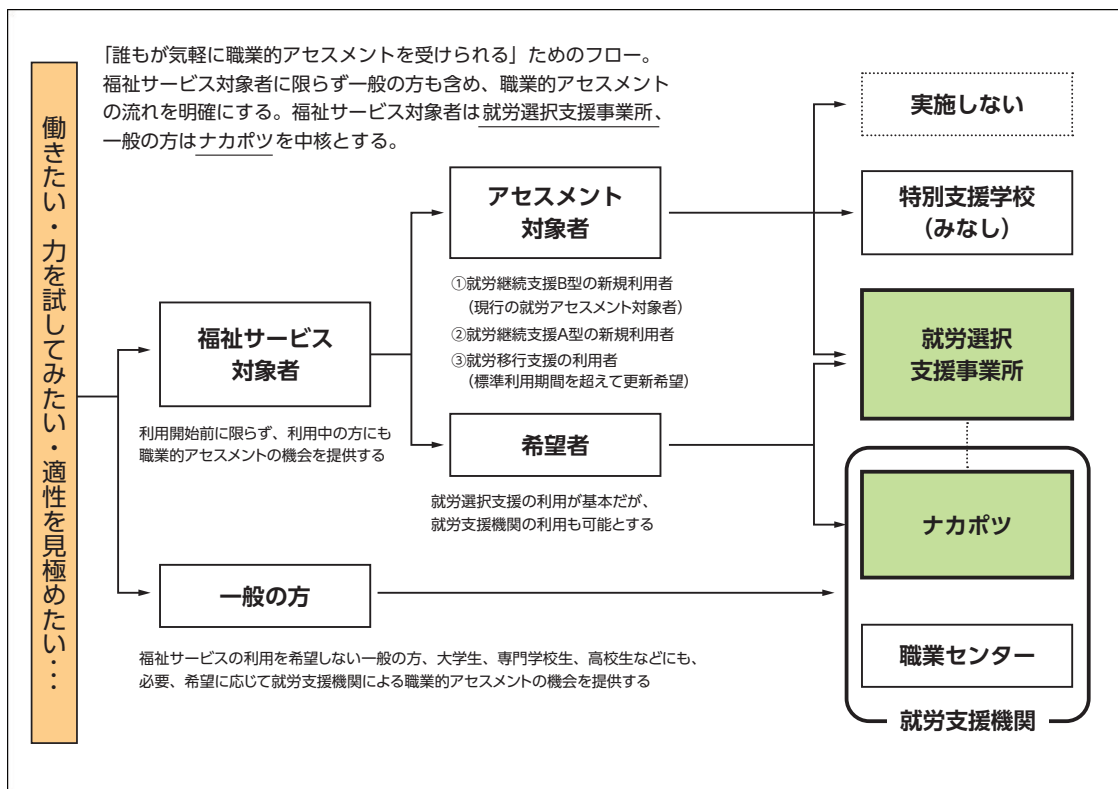 「誰もが気軽に職業的アセスメントを受けられる」ためのフロー。
福祉サービス対象者に限らず一般の方も含め、職業的アセスメント
の流れを明確にする。福祉サービス対象者は就労選択支援事業所、
一般の方はナカポツを中核とする。
働きたい・力を試してみたい・適性を見極めたい・・・
福祉サービス
対象者
利用開始前に限らず、利用中の方にも
職業的アセスメントの機会を提供する
アセスメント
対象者
①就労継続支援B型の新規利用者
（現行の就労アセスメント対象者）
②就労継続支援A型の新規利用者
③就労移行支援の利用者
（標準利用期間を超えて更新希望）
希望者
就労選択支援の利用が基本だが、
就労支援機関の利用も可能とする
一般の方
福祉サービスの利用を希望しない一般の方、大学生、専門学校生、高校生などにも、
必要、希望に応じて就労支援機関による職業的アセスメントの機会を提供する
実施しない
特別支援学校
（みなし）
就労選択
支援事業所
ナカポツ
職業センター
就労支援機関